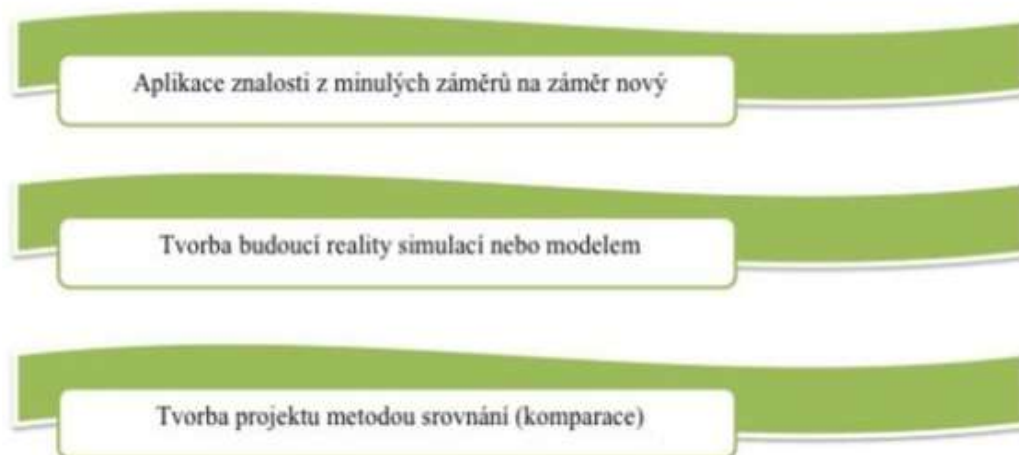 Aplikace znalosti z minulých záměrů na záměr nový
Tvorba budoucí reality simulací nebo modelem
Tvorba projektu metodou srovnání (komparace)